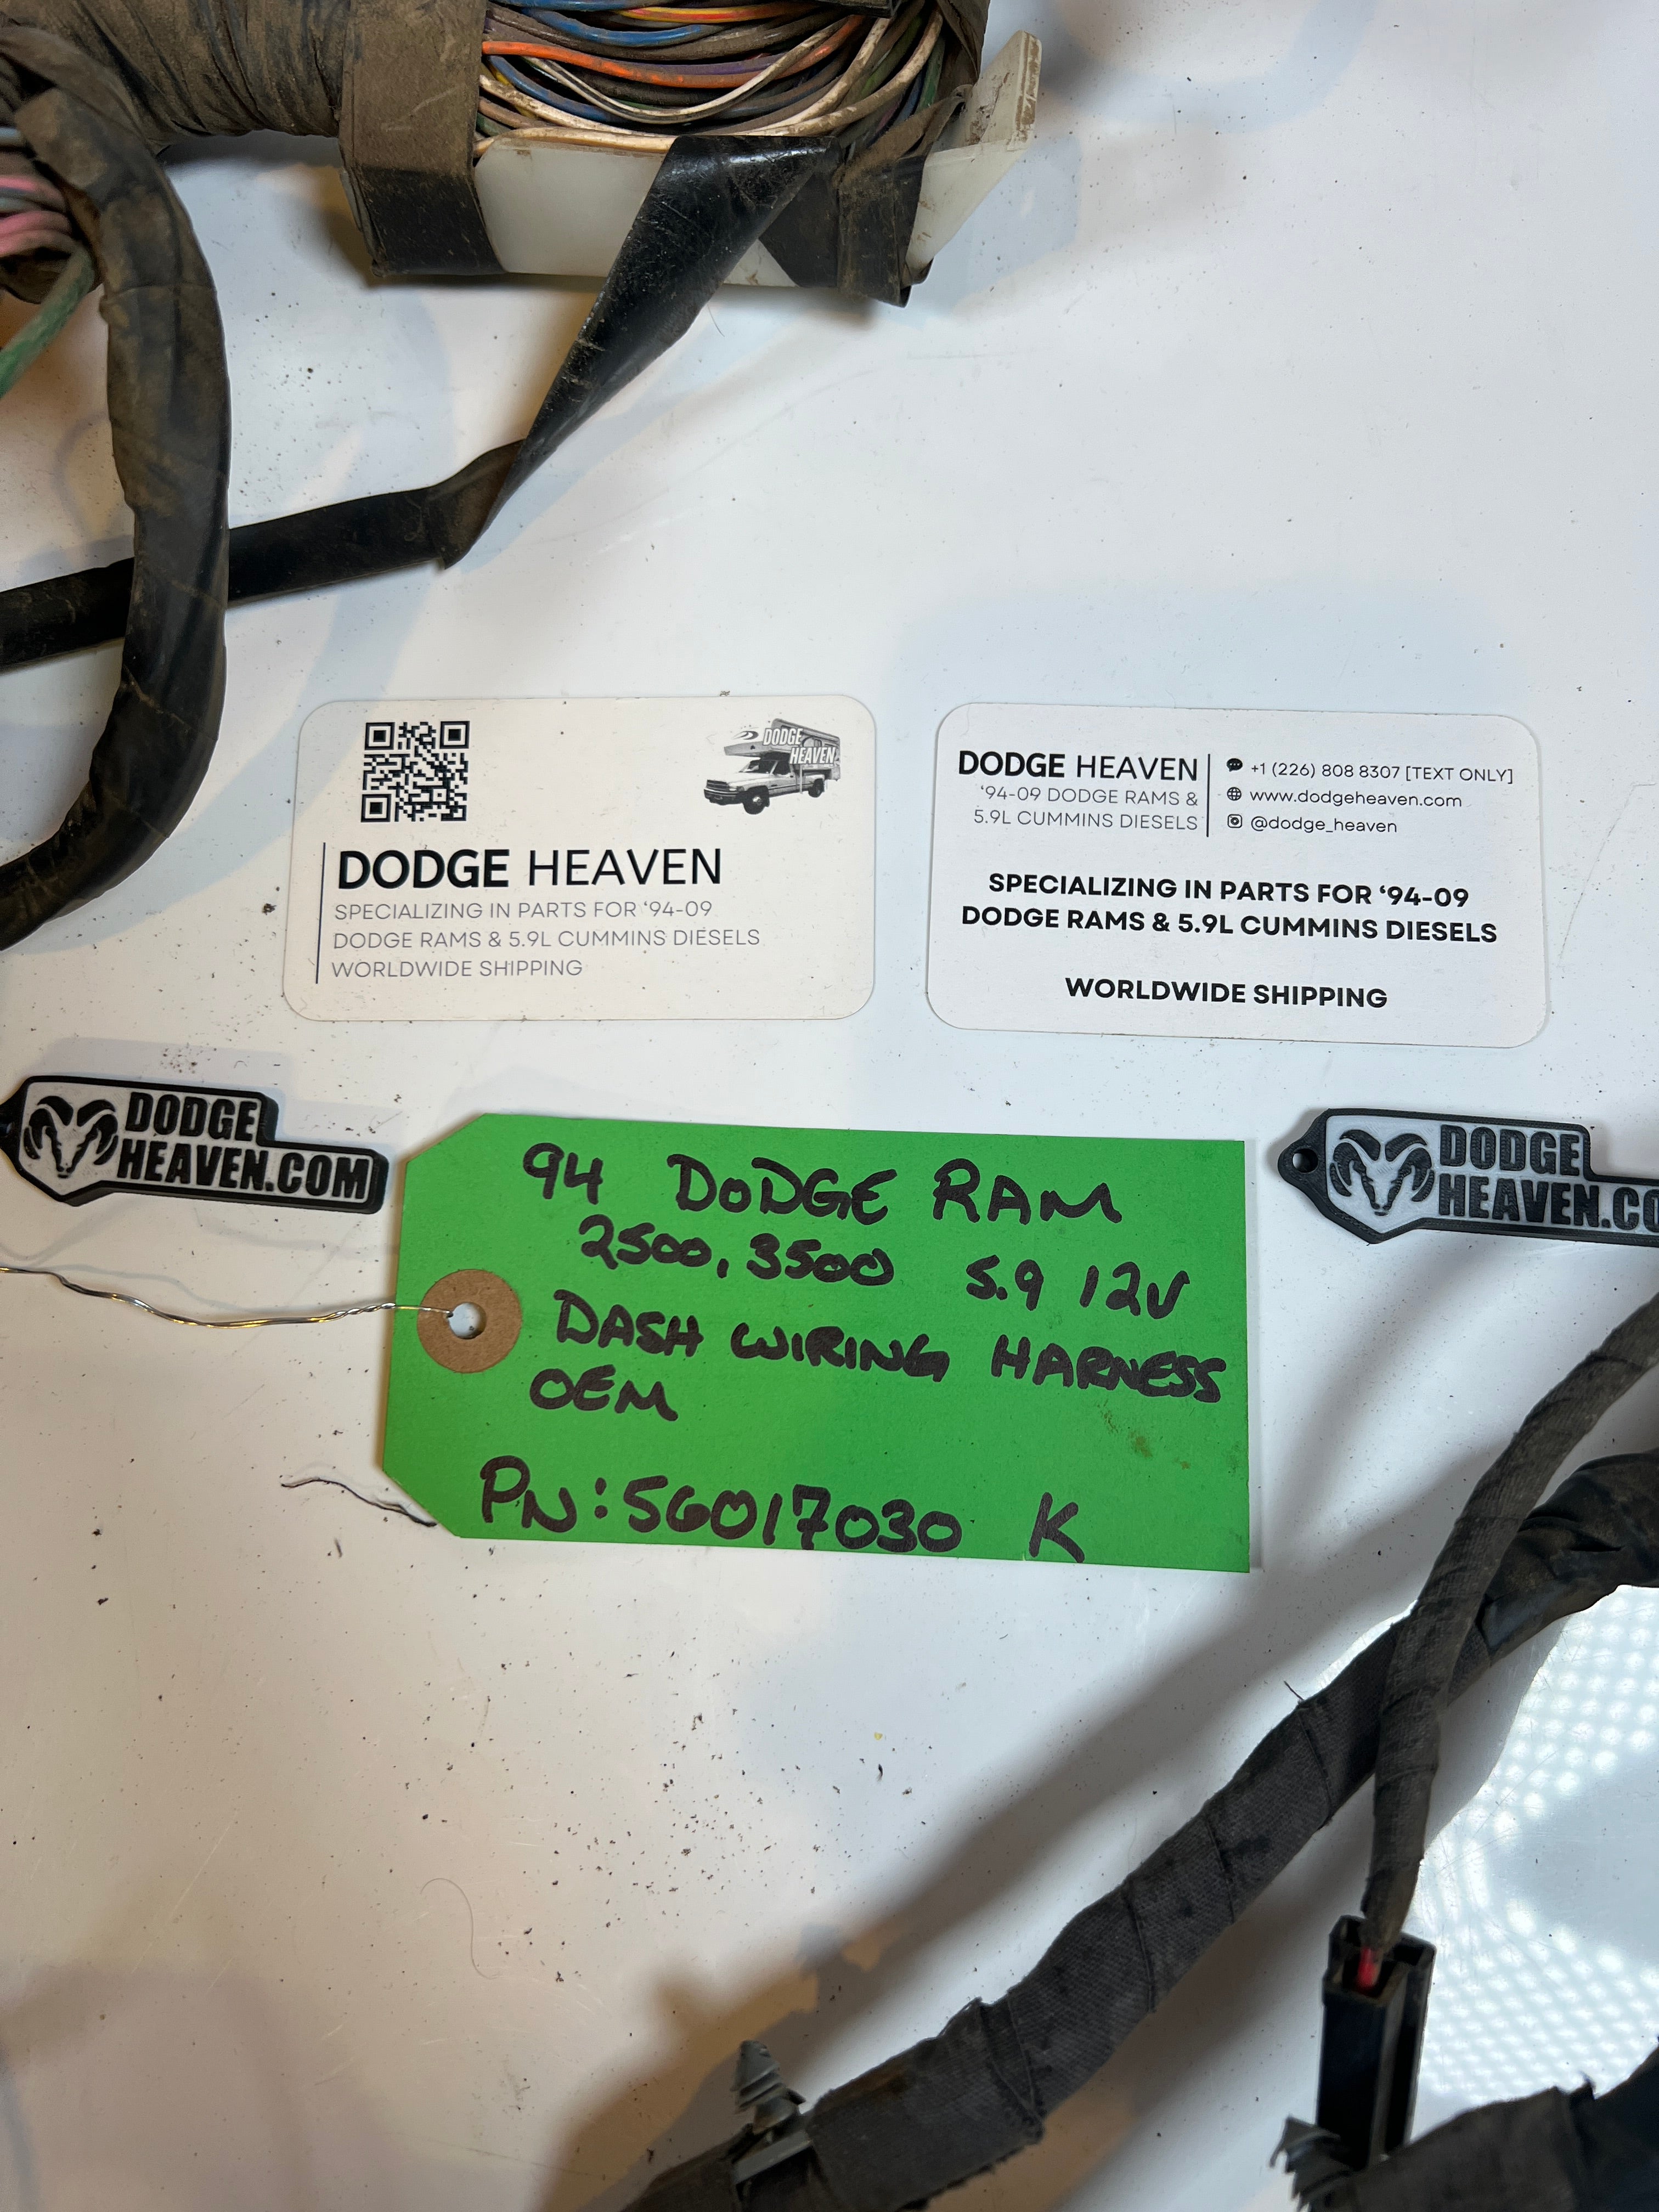 DODGE
HEAVEN
DODGE HEAVEN
SPECIALIZING IN PARTS FOR ‘94-09
DODGE RAMS & 5.9L CUMMINS DIESELS
WORLDWIDE SHIPPING
DODGE HEAVEN
‘94-09 DODGE RAMS &
5.9L CUMMINS DIESELS
+1 (226) 808 8307 [TEXT ONLY]
www.dodgeheaven.com
@dodge_heaven
SPECIALIZING IN PARTS FOR ‘94-09
DODGE RAMS & 5.9L CUMMINS DIESELS
WORLDWIDE SHIPPING
DODGE
HEAVEN.COM
DODGE
HEAVEN.CO
94 DODGE RAM
2500, 3500 5.9 12V
DASH WIRING HARNESS
OEM
PN: 56017030 K